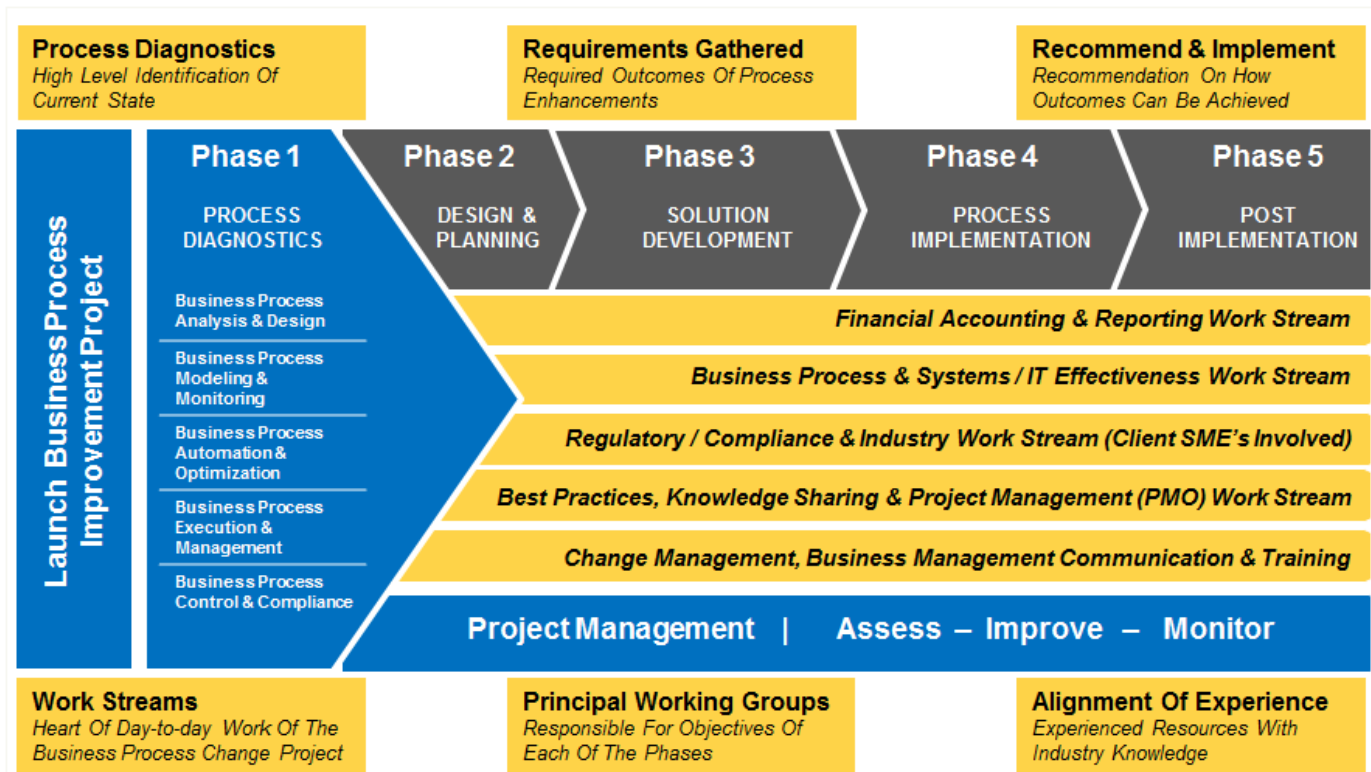 Process Diagnostics
High Level Identification Of
Current State
Requirements Gathered
Required Outcomes Of Process
Enhancements
Recommend & Implement
Recommendation On How
Outcomes Can Be Achieved
Launch Business Process
Improvement Project
Phase 1
PROCESS
DIAGNOSTICS
Business Process
Analysis & Design
Business Process
Modeling &
Monitoring
Business Process
Automation &
Optimization
Business Process
Execution &
Management
Business Process
Control & Compliance
Phase 2
DESIGN &
PLANNING
Phase 3
SOLUTION
DEVELOPMENT
Phase 4
PROCESS
IMPLEMENTATION
Phase 5
POST
IMPLEMENTATION
Financial Accounting & Reporting Work Stream
Business Process & Systems / IT Effectiveness Work Stream
Regulatory / Compliance & Industry Work Stream (Client SME's Involved)
Best Practices, Knowledge Sharing & Project Management (PMO) Work Stream
Change Management, Business Management Communication & Training
Project Management | Assess – Improve – Monitor
Work Streams
Heart Of Day-to-day Work Of The
Business Process Change Project
Principal Working Groups
Responsible For Objectives Of
Each Of The Phases
Alignment Of Experience
Experienced Resources With
Industry Knowledge